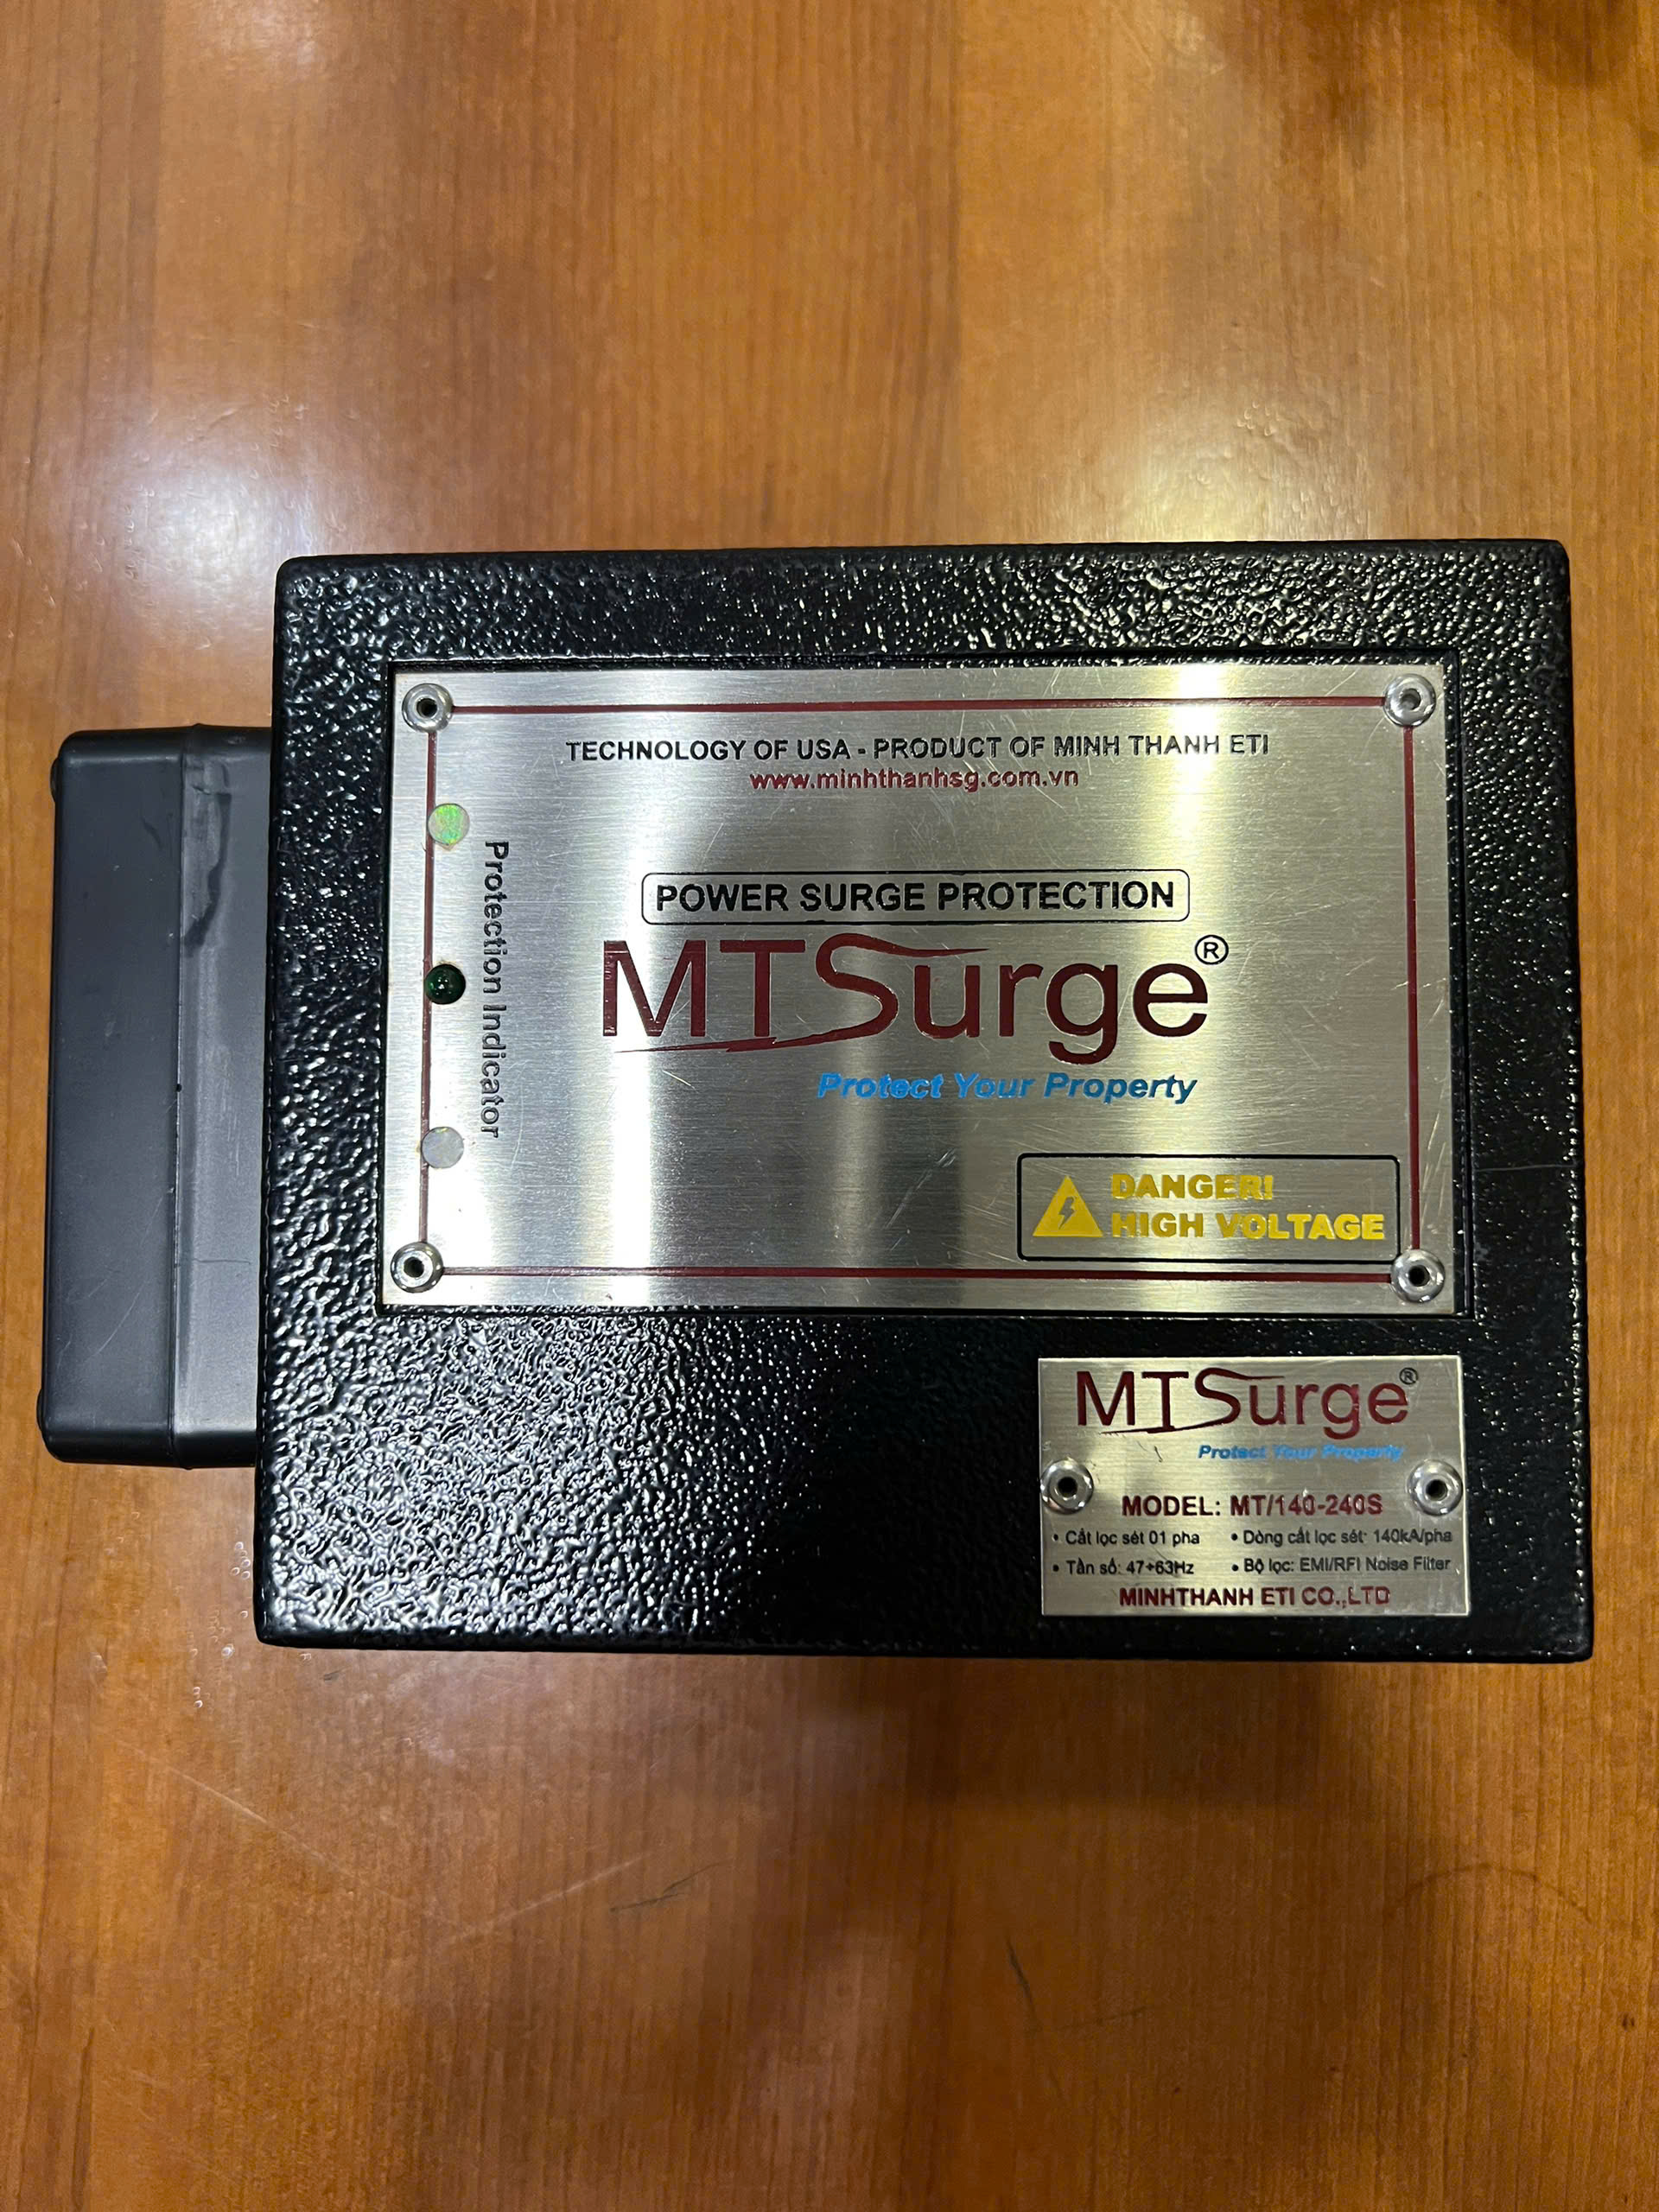 TECHNOLOGY OF USA - PRODUCT OF MINH THANH ETI
www.minhthanhsg.com.vn
Protection Indicator
POWER SURGE PROTECTION
MTSurge®
Protect Your Property
DANGER!
HIGH VOLTAGE
MTSurge®
Protect Your Property
MODEL: MT/140-240S
• Cắt lọc sét 01 pha • Dòng cắt lọc sét: 140kA/pha
• Tần số: 47÷63Hz • Bộ lọc: EMI/RFI Noise Filter
MINHTHANH ETI CO.,LTD